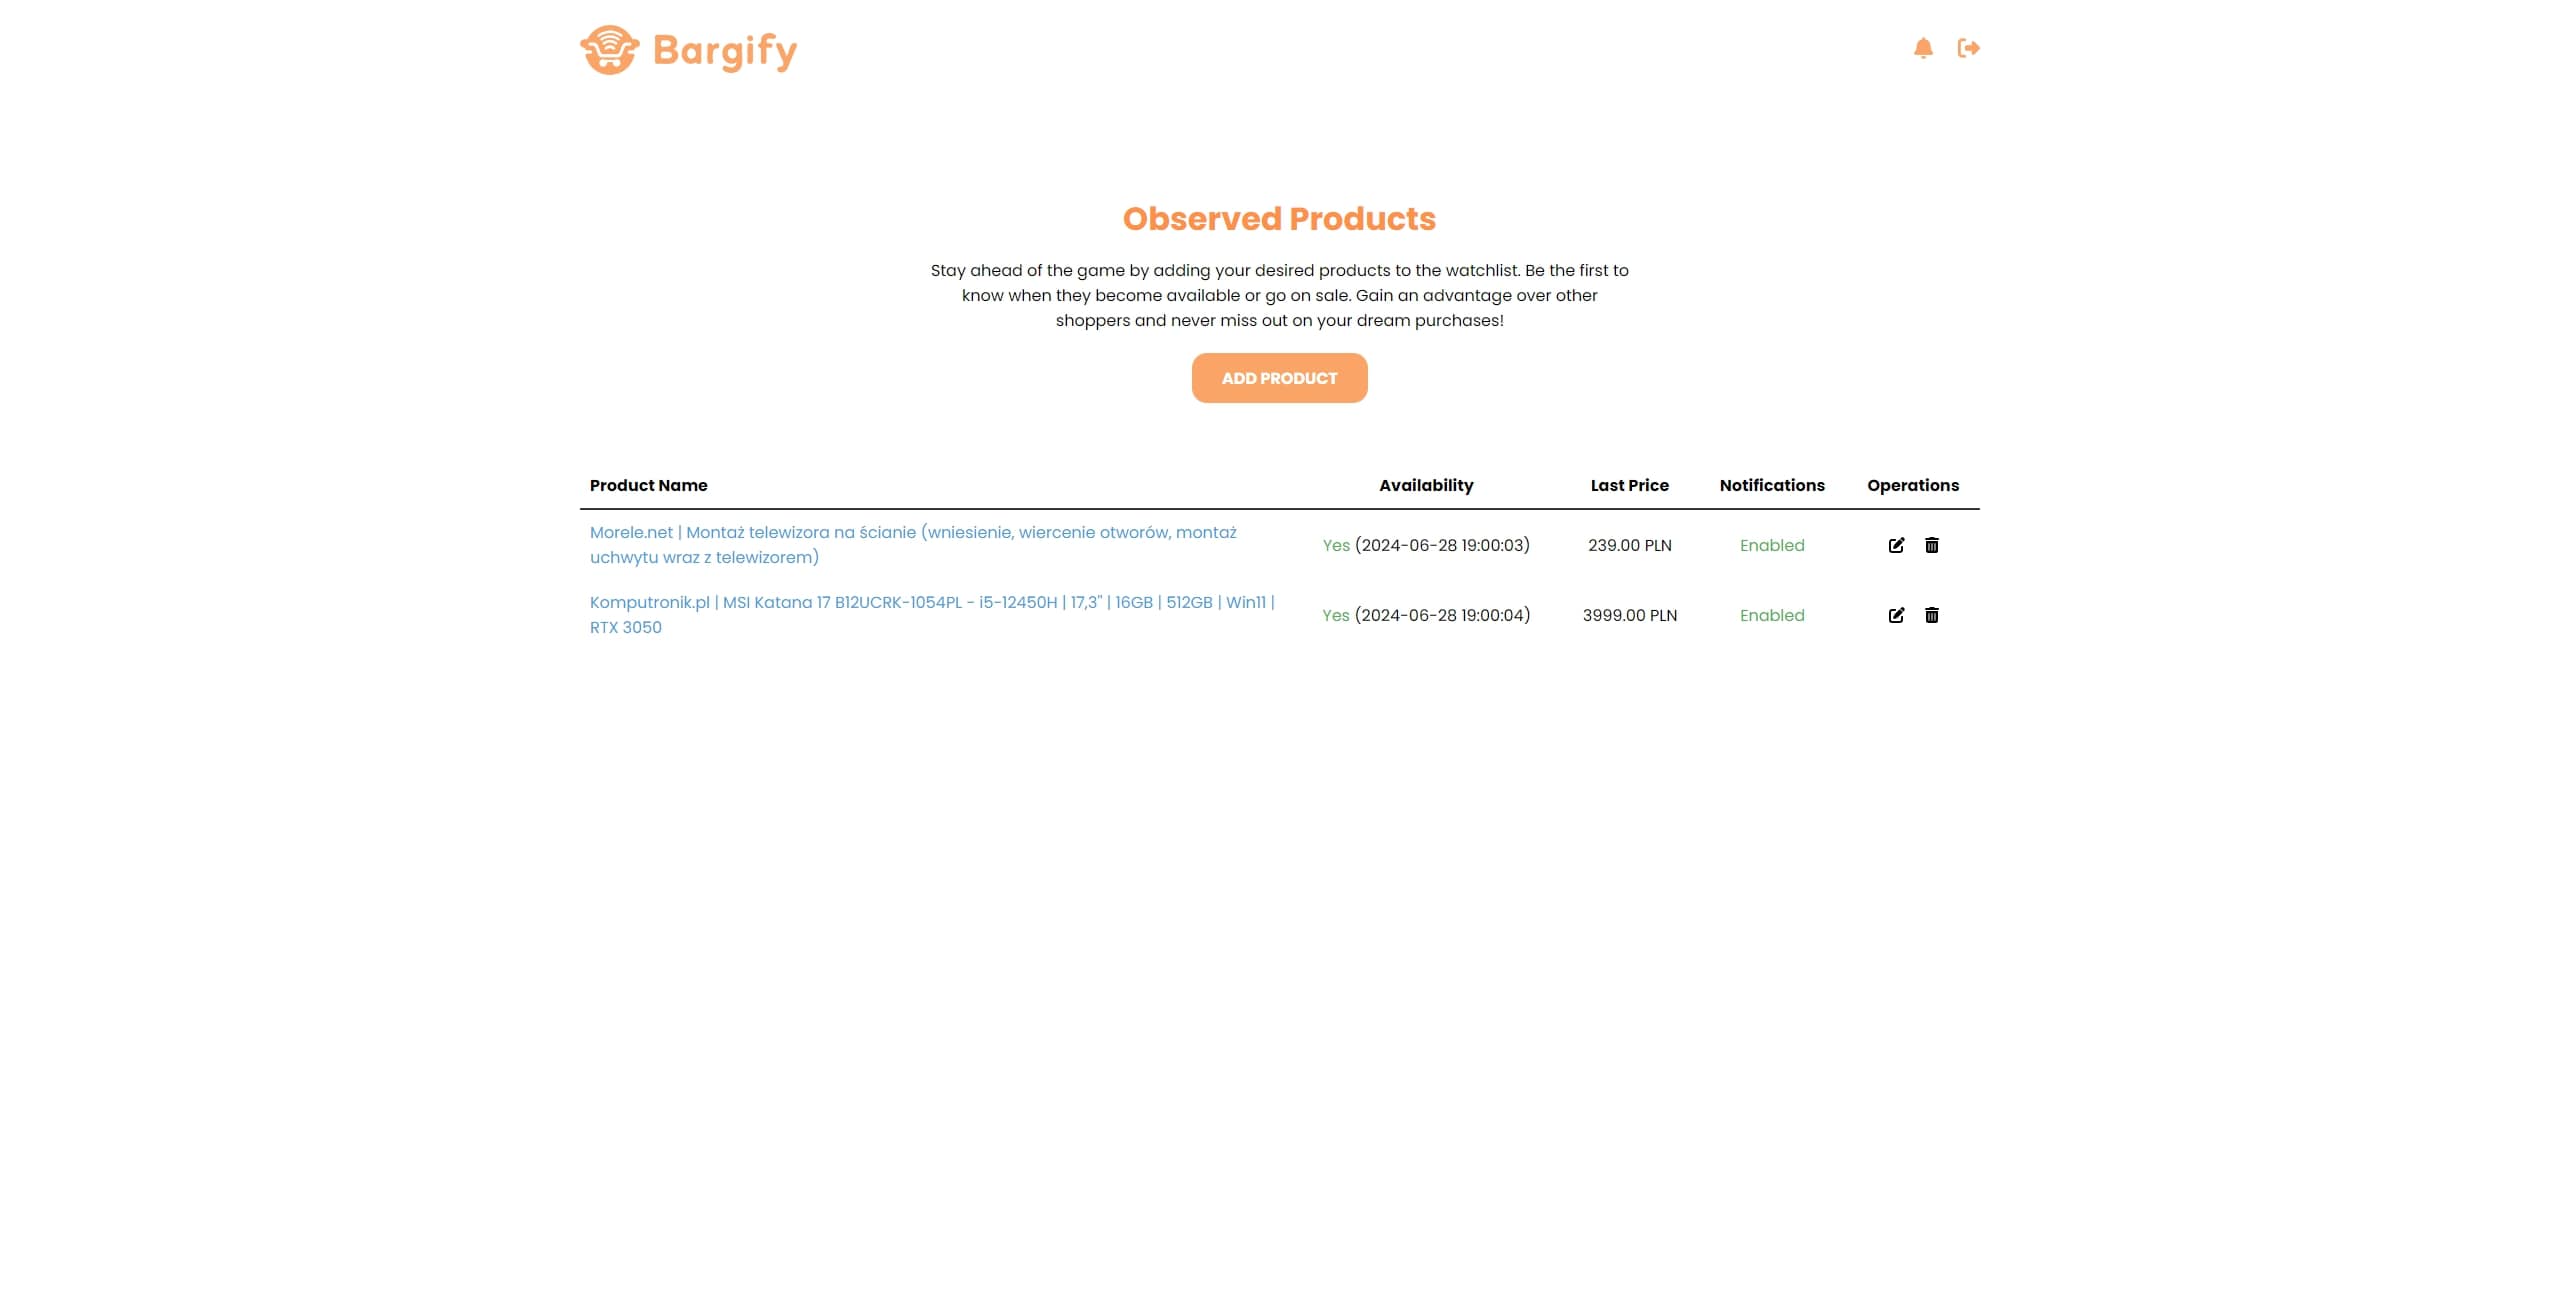 Bargify
Observed Products
Stay ahead of the game by adding your desired products to the watchlist. Be the first to
know when they become available or go on sale. Gain an advantage over other
shoppers and never miss out on your dream purchases!
ADD PRODUCT
Product Name Availability Last Price Notifications Operations
Morele.net | Montaż telewizora na ścianie (wniesienie, wiercenie otworów, montaż
uchwytu wraz z telewizorem)
Yes (2024-06-28 19:00:03) 239.00 PLN Enabled
Komputronik.pl | MSI Katana 17 B12UCRK-1054PL - i5-12450H | 17,3" | 16GB | 512GB | Win11 |
RTX 3050
Yes (2024-06-28 19:00:04) 3999.00 PLN Enabled